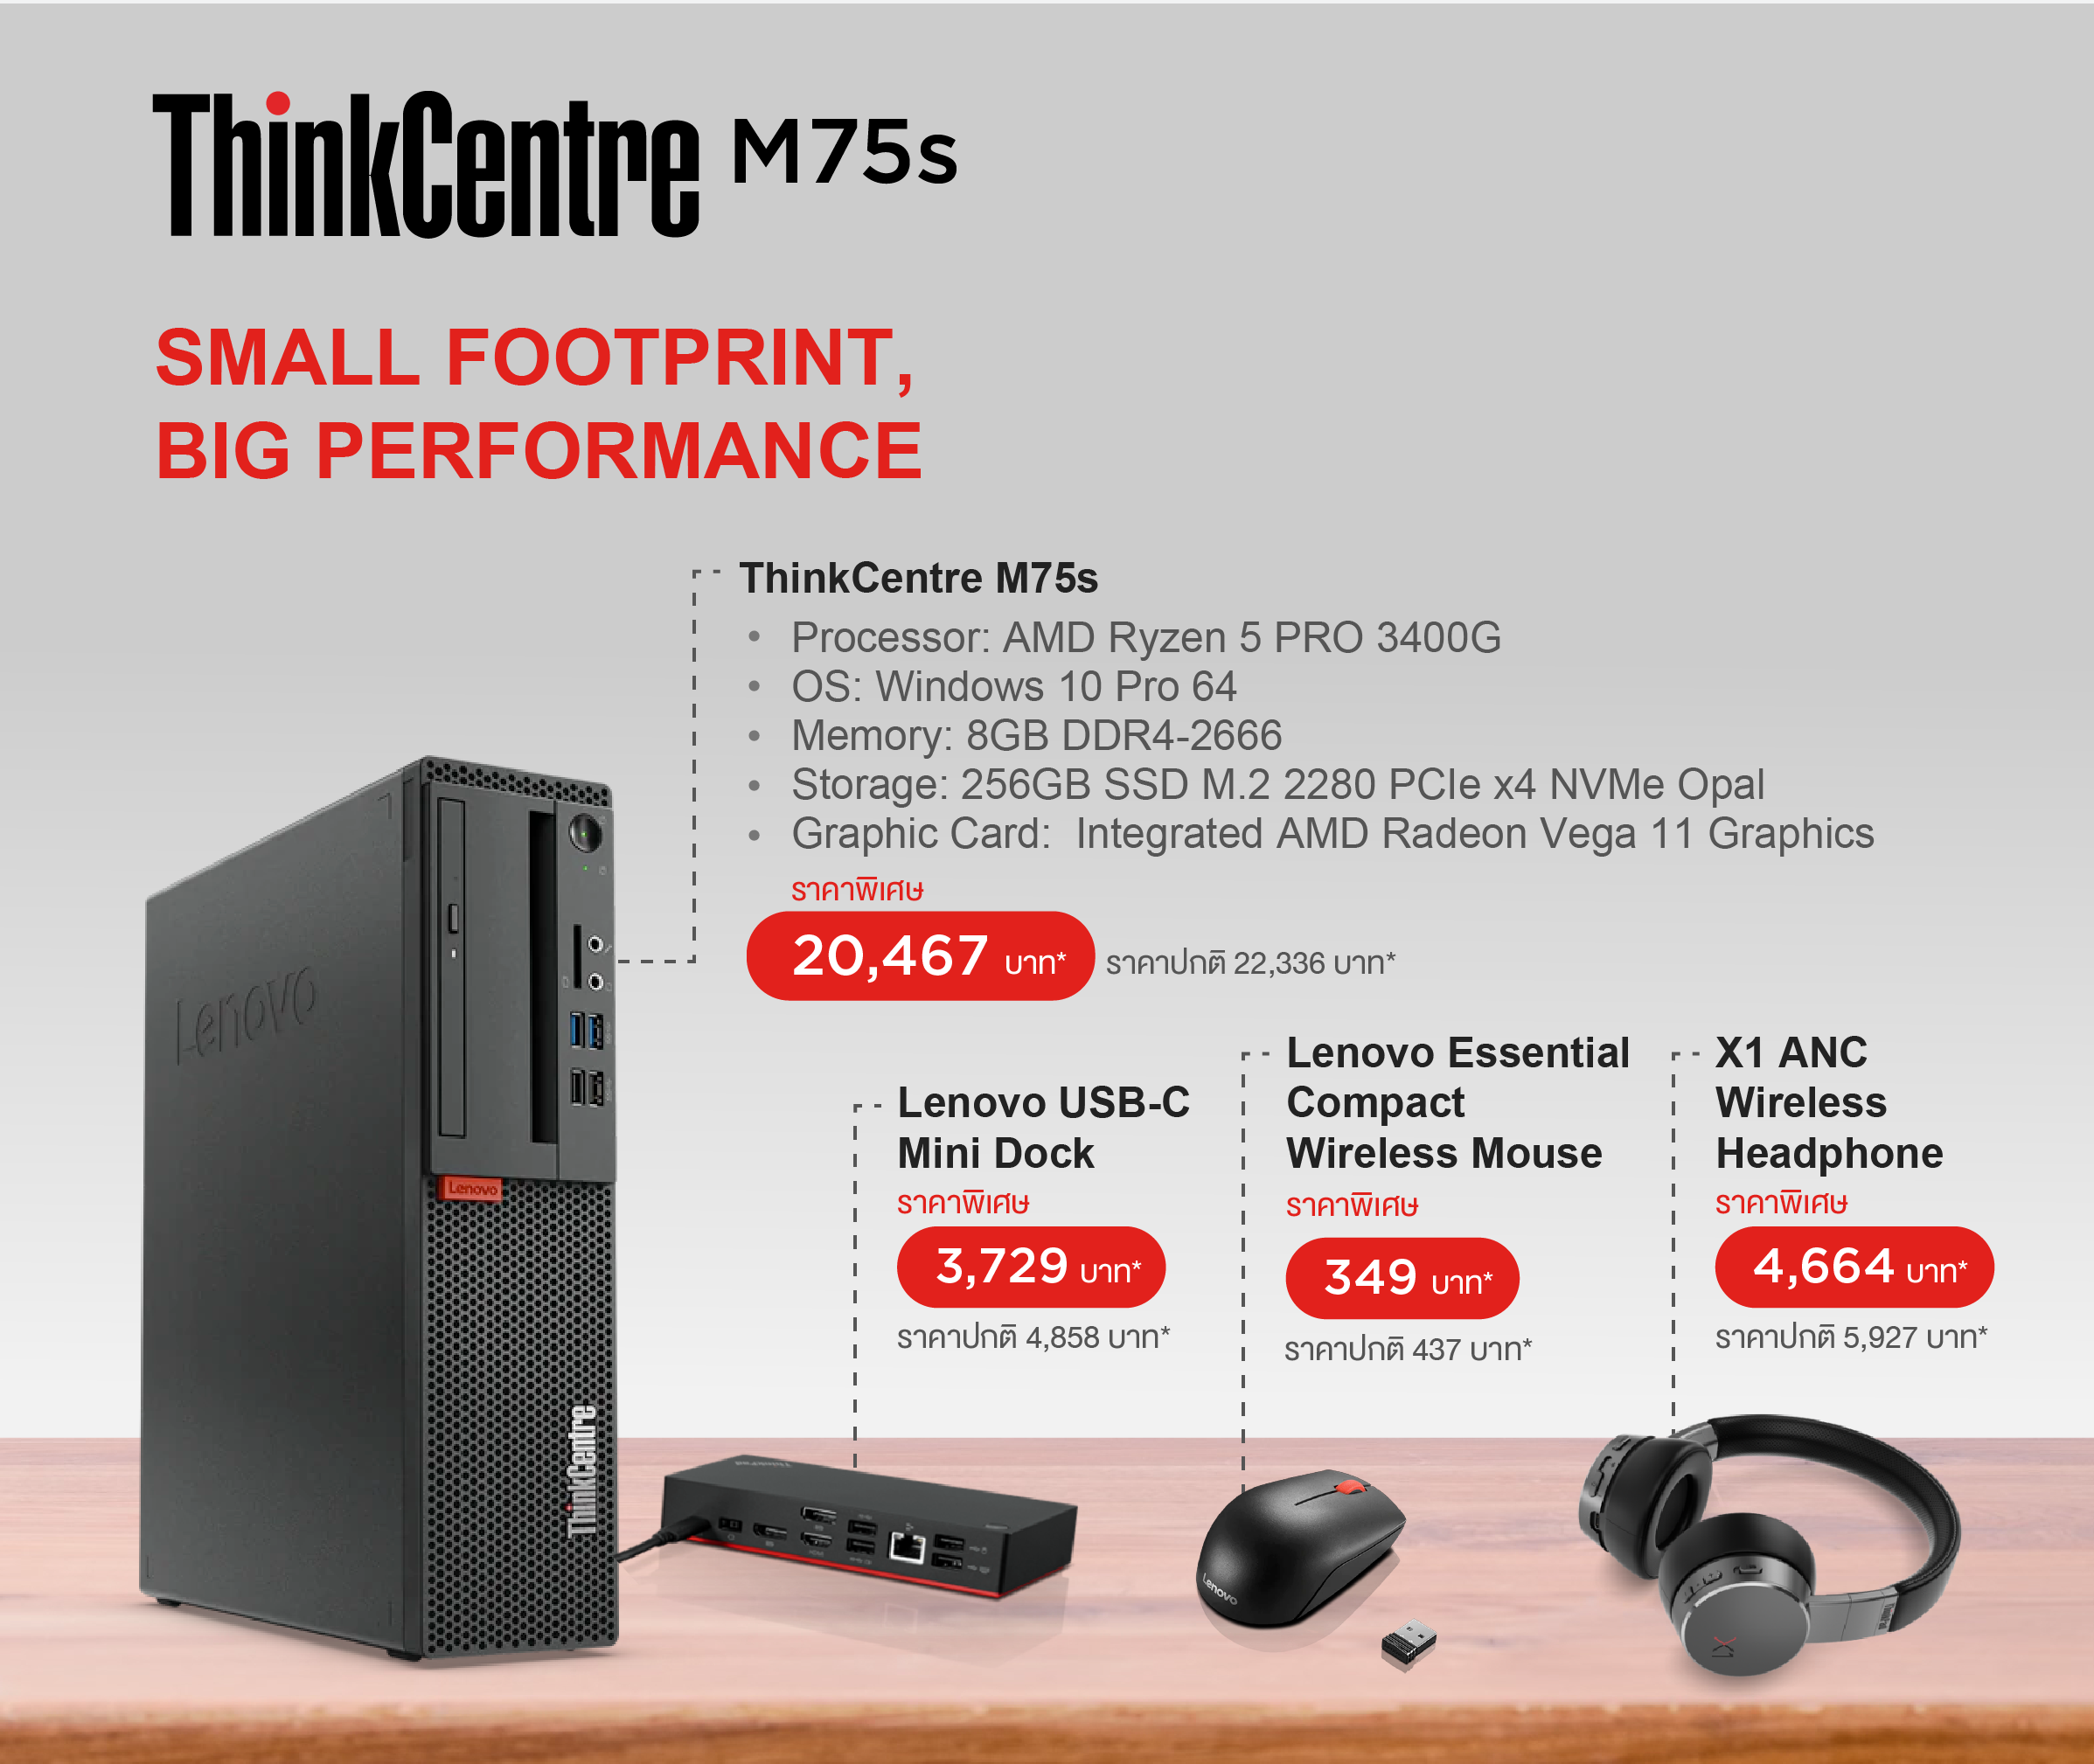 ThinkCentre M75s
SMALL FOOTPRINT,
BIG PERFORMANCE
ThinkCentre M75s
• Processor: AMD Ryzen 5 PRO 3400G
• OS: Windows 10 Pro 64
• Memory: 8GB DDR4-2666
• Storage: 256GB SSD M.2 2280 PCIe x4 NVMe Opal
• Graphic Card: Integrated AMD Radeon Vega 11 Graphics
ราคาพิเศษ
20,467 บาท* ราคาปกติ 22,336 บาท*
Lenovo USB-C
Mini Dock
ราคาพิเศษ
3,729 บาท*
ราคาปกติ 4,858 บาท*
Lenovo Essential
Compact
Wireless Mouse
ราคาพิเศษ
349 บาท*
ราคาปกติ 437 บาท*
X1 ANC
Wireless
Headphone
ราคาพิเศษ
4,664 บาท*
ราคาปกติ 5,927 บาท*
Lenovo
Lenovo
ThinkCentre
Lenovo
X1